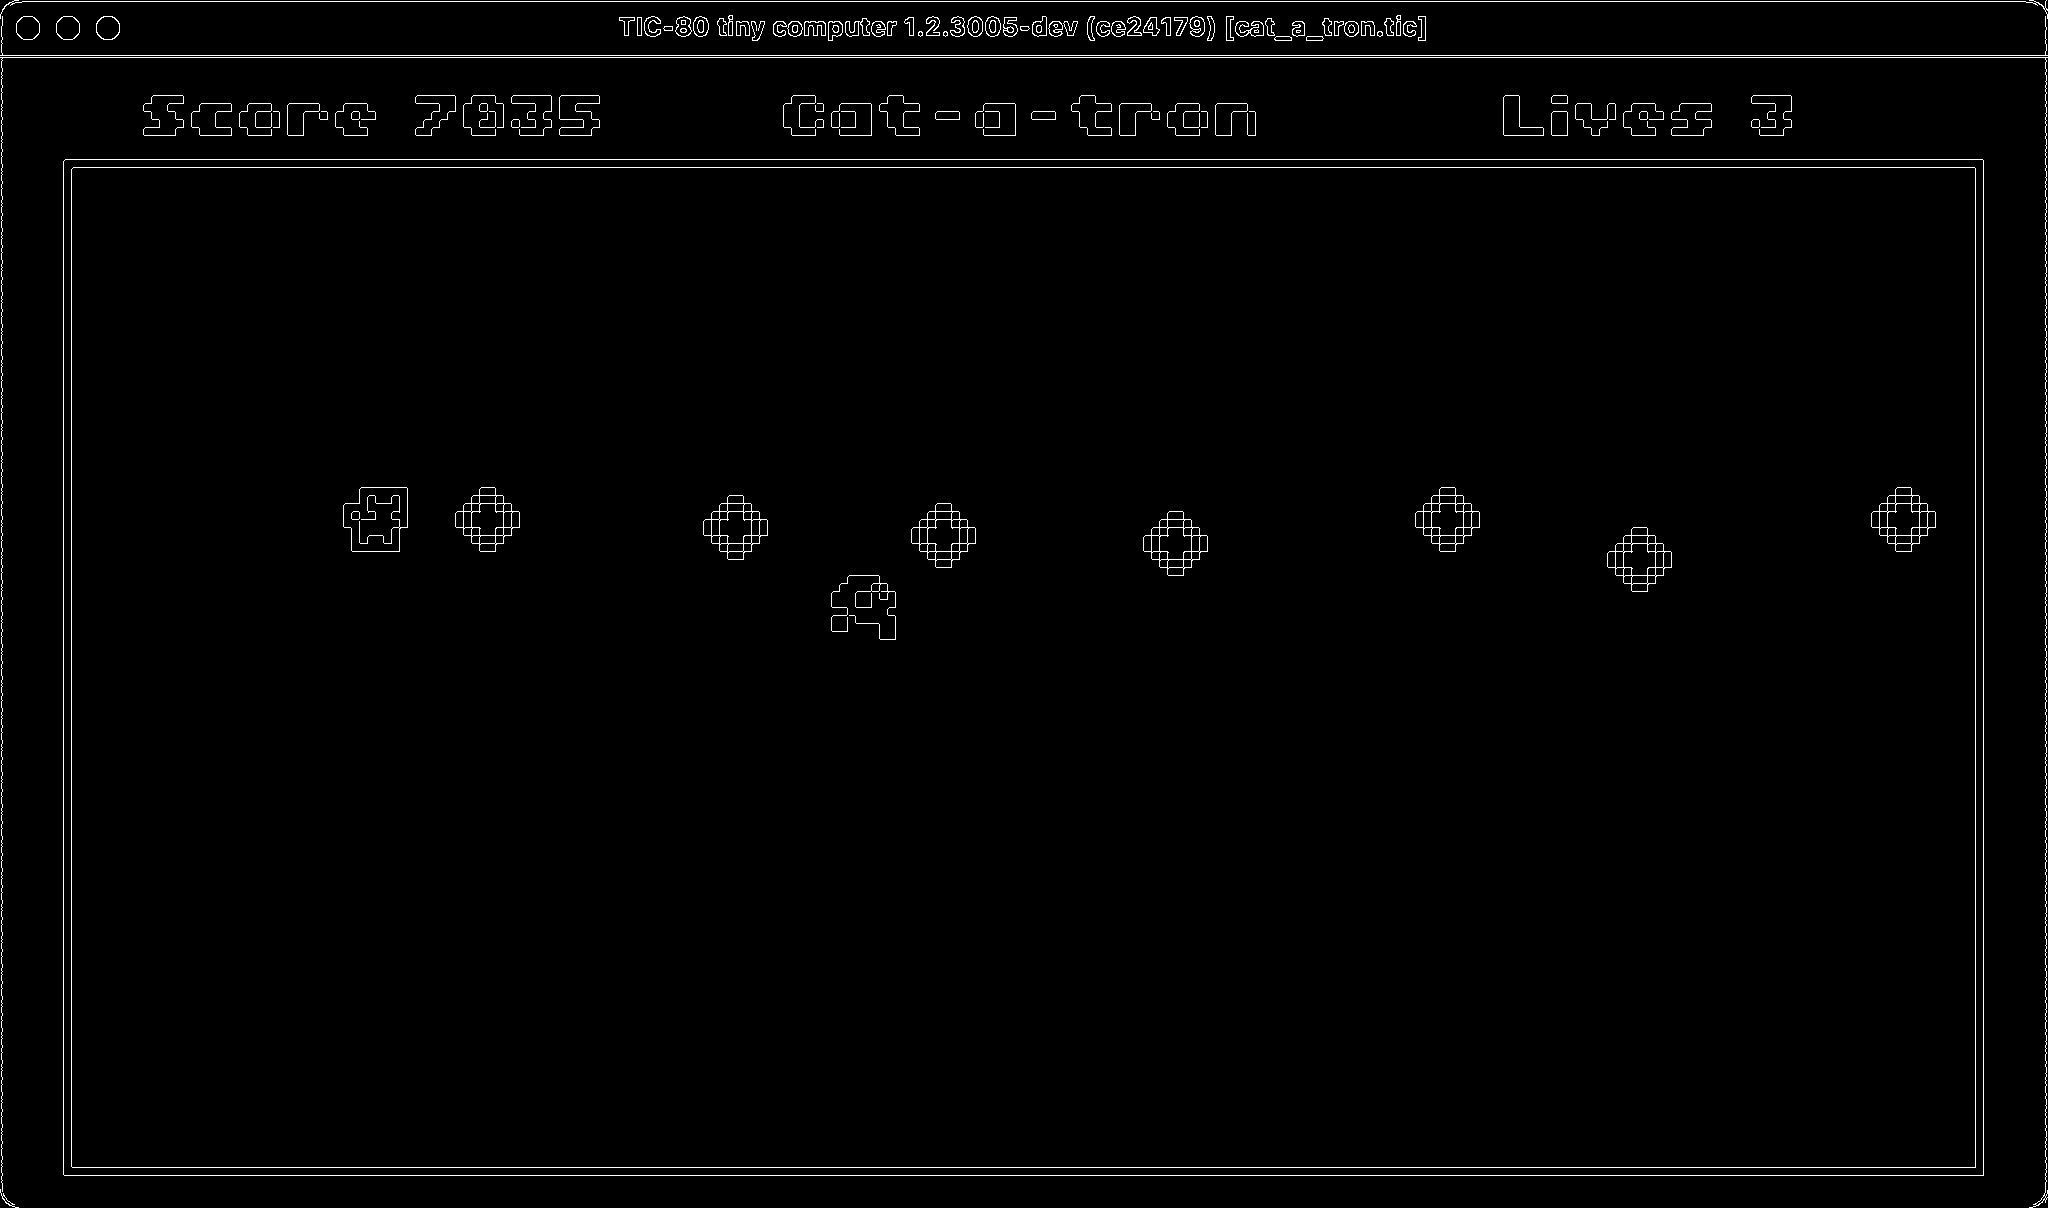 TIC-80 tiny computer 1.2.3005-dev (ce24179) [cat_a_tron.tic]
Score 7035 Cat-a-tron Lives 3